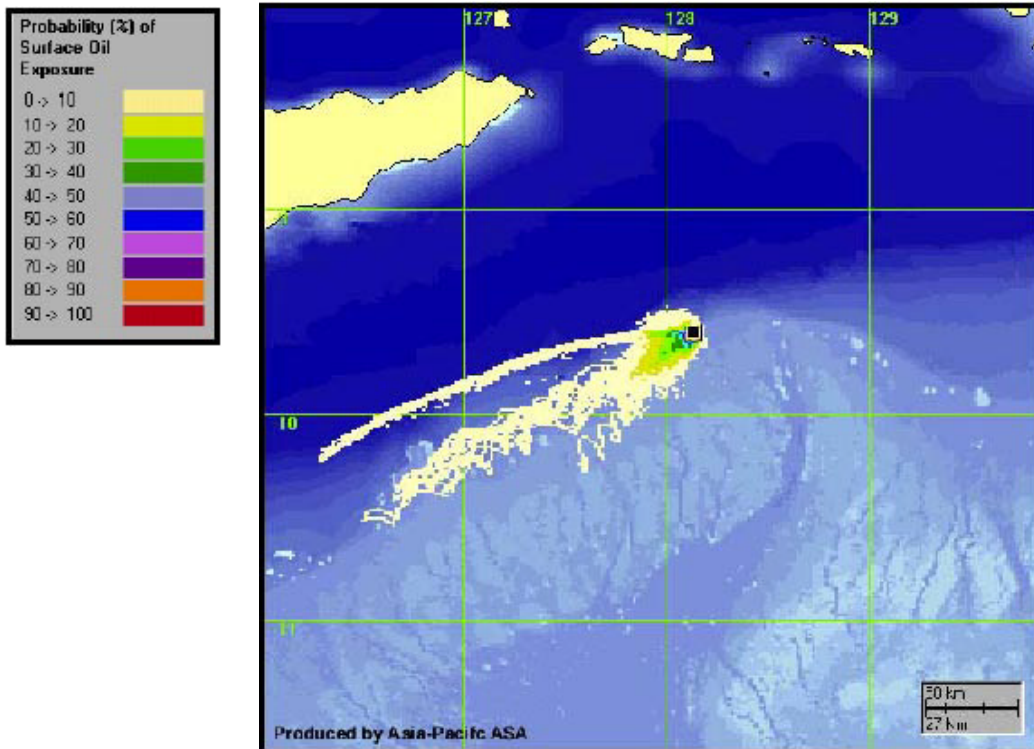 Probability (%) of
Surface Oil
Exposure
0 -> 10
10 -> 20
20 -> 30
30 -> 40
40 -> 50
50 -> 60
60 -> 70
70 -> 80
80 -> 90
90 -> 100
127
128
129
10
11
Produced by Asia-Pacifc ASA
50 km
27 Km